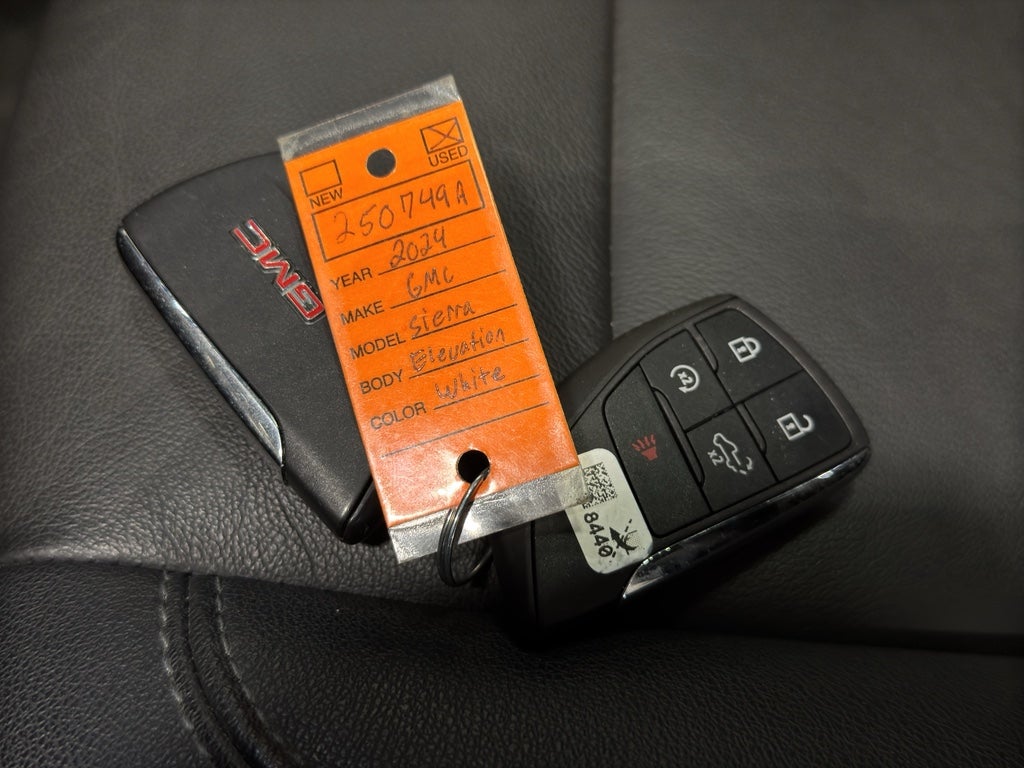 NEW
USED
250749A
YEAR 2024
MAKE GMC
MODEL Sierra
BODY Elevation
COLOR White
GMC
8440